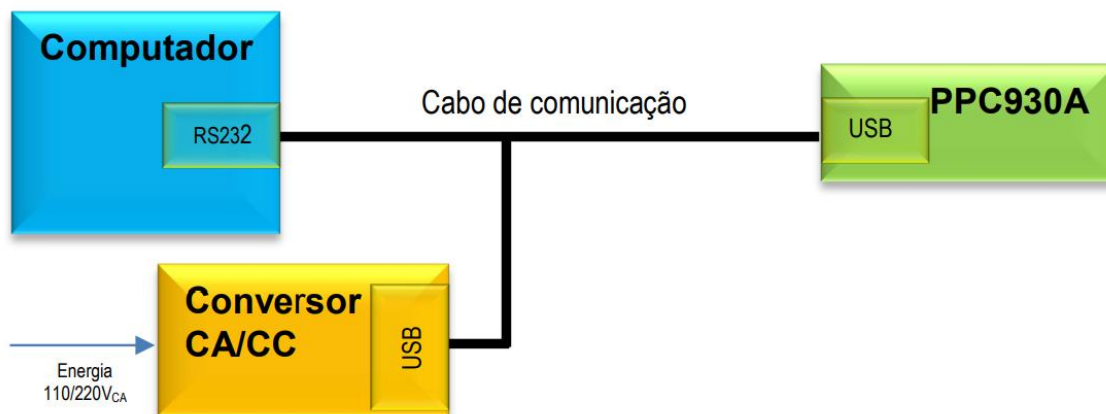 Computador
RS232
Cabo de comunicação
PPC930A
USB
Conversor
CA/CC
USB
Energia
110/220VCA